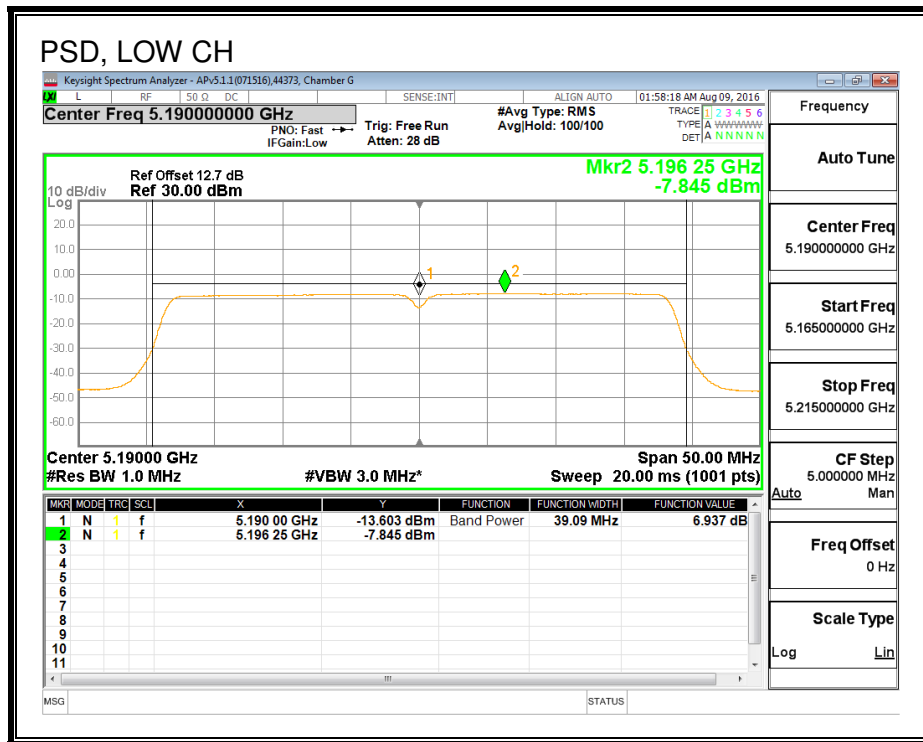 PSD, LOW CH
Keysight Spectrum Analyzer - APv5.1.1(071516),44373, Chamber G
LXI L RF 50 Ω DC SENSE:INT ALIGN AUTO 01:58:18 AM Aug 09, 2016
Center Freq 5.190000000 GHz
PNO: Fast
IFGain:Low
Trig: Free Run
Atten: 28 dB
#Avg Type: RMS
Avg|Hold: 100/100
TRACE 1 2 3 4 5 6
TYPE A WWWWW
DET A N N N N N
Mkr2 5.196 25 GHz
-7.845 dBm
Ref Offset 12.7 dB
10 dB/div Ref 30.00 dBm
Log
20.0
10.0
0.00
-10.0
-20.0
-30.0
-40.0
-50.0
-60.0
1
2
Center 5.19000 GHz Span 50.00 MHz
#Res BW 1.0 MHz #VBW 3.0 MHz* Sweep 20.00 ms (1001 pts)
MKR MODE TRC SCL X Y FUNCTION FUNCTION WIDTH FUNCTION VALUE
1 N 1 f 5.190 00 GHz -13.603 dBm Band Power 39.09 MHz 6.937 dB
2 N 1 f 5.196 25 GHz -7.845 dBm
3
4
5
6
7
8
9
10
11
MSG STATUS
Frequency
Auto Tune
Center Freq
5.190000000 GHz
Start Freq
5.165000000 GHz
Stop Freq
5.215000000 GHz
CF Step
5.000000 MHz
Auto Man
Freq Offset
0 Hz
Scale Type
Log Lin